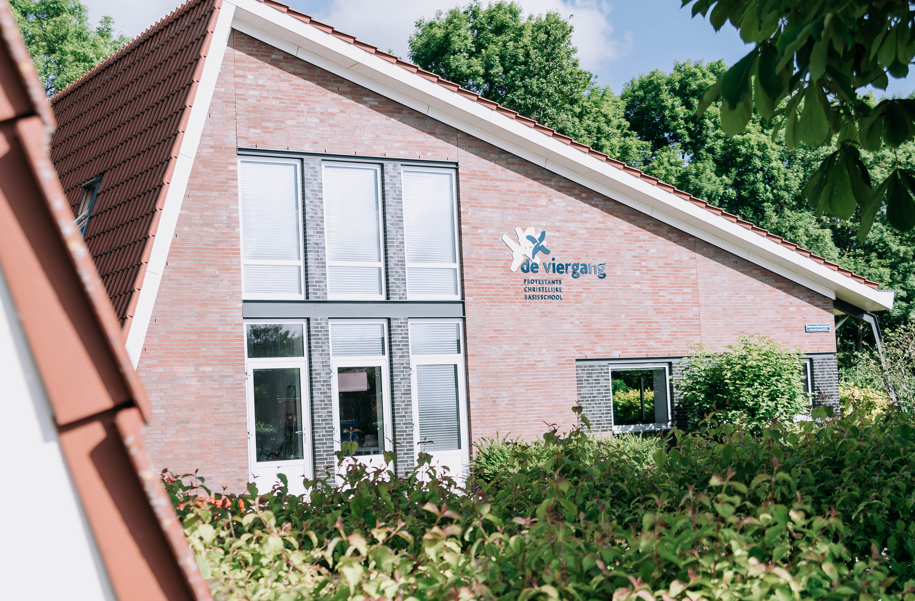 de viergang
PROTESTANTS
CHRISTELIJKE
BASISSCHOOL